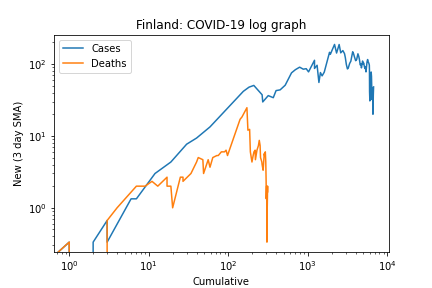 Finland: COVID-19 log graph
Cases
Deaths
New (3 day SMA)
10²
10¹
10⁰
10⁰ 10¹ 10² 10³ 10⁴
Cumulative